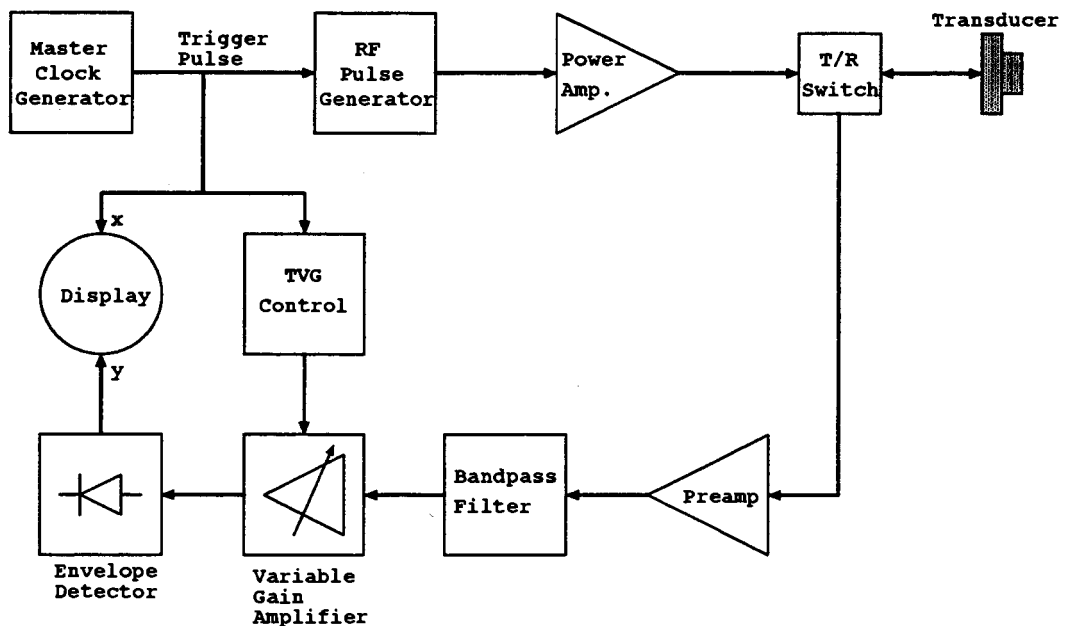 Master
Clock
Generator
Trigger
Pulse
RF
Pulse
Generator
Power
Amp.
T/R
Switch
Transducer
x
Display
y
TVG
Control
Envelope
Detector
Variable
Gain
Amplifier
Bandpass
Filter
Preamp